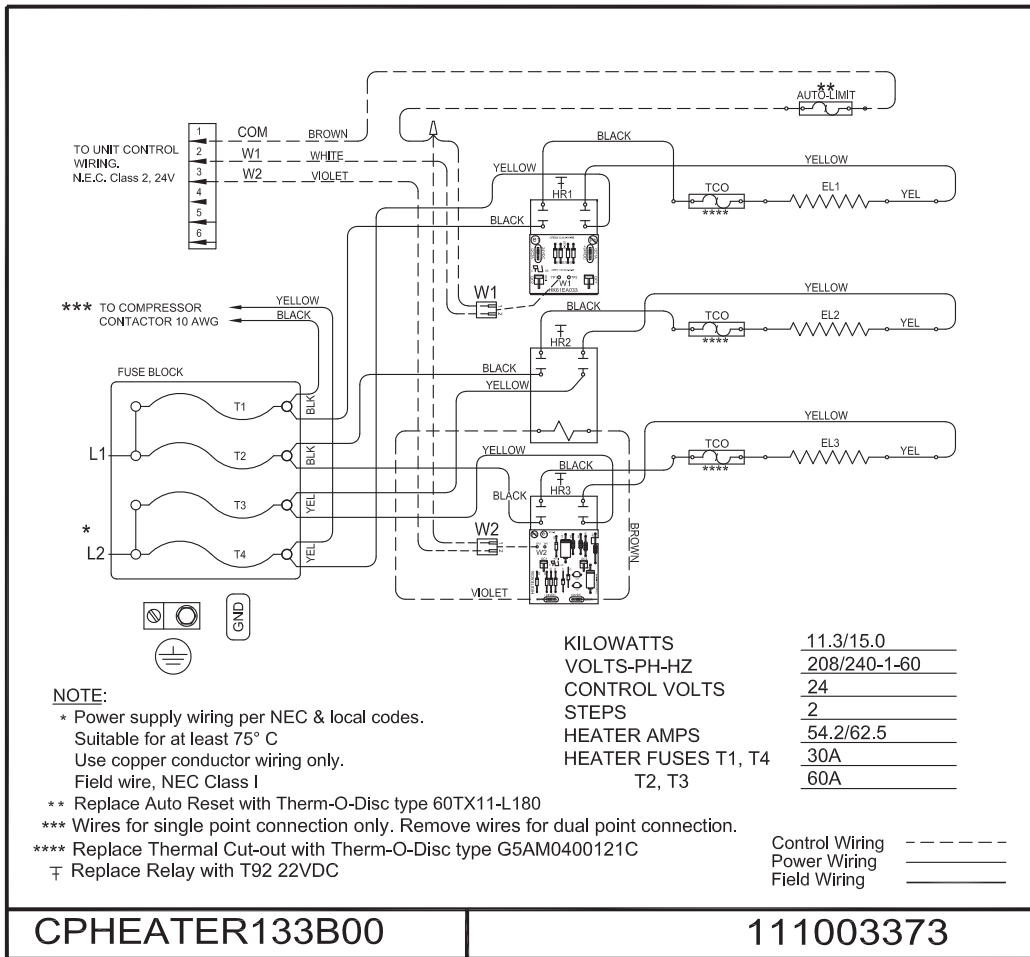 **
AUTO-LIMIT
1 COM BROWN
2 W1 WHITE
3 W2 VIOLET
4
5
6
TO UNIT CONTROL
WIRING.
N.E.C. Class 2, 24V
BLACK
YELLOW
YELLOW
HR1
TCO
****
EL1
YEL
BLACK
W1
W1
HK61EA003
*** TO COMPRESSOR
CONTACTOR 10 AWG
YELLOW
BLACK
YELLOW
BLACK
HR2
TCO
****
EL2
YEL
BLACK
YELLOW
FUSE BLOCK
T1
BLK
L1
T2
BLK
T3
YEL
*
L2
T4
YEL
YELLOW
YELLOW
BLACK
HR3
TCO
****
EL3
YEL
BLACK
W2
W2
BROWN
VIOLET
GND
KILOWATTS 11.3/15.0
VOLTS-PH-HZ 208/240-1-60
CONTROL VOLTS 24
STEPS 2
HEATER AMPS 54.2/62.5
HEATER FUSES T1, T4 30A
T2, T3 60A
NOTE:
* Power supply wiring per NEC & local codes.
Suitable for at least 75° C
Use copper conductor wiring only.
Field wire, NEC Class I
** Replace Auto Reset with Therm-O-Disc type 60TX11-L180
*** Wires for single point connection only. Remove wires for dual point connection.
**** Replace Thermal Cut-out with Therm-O-Disc type G5AM0400121C
Replace Relay with T92 22VDC
Control Wiring
Power Wiring
Field Wiring
CPHEATER133B00
111003373